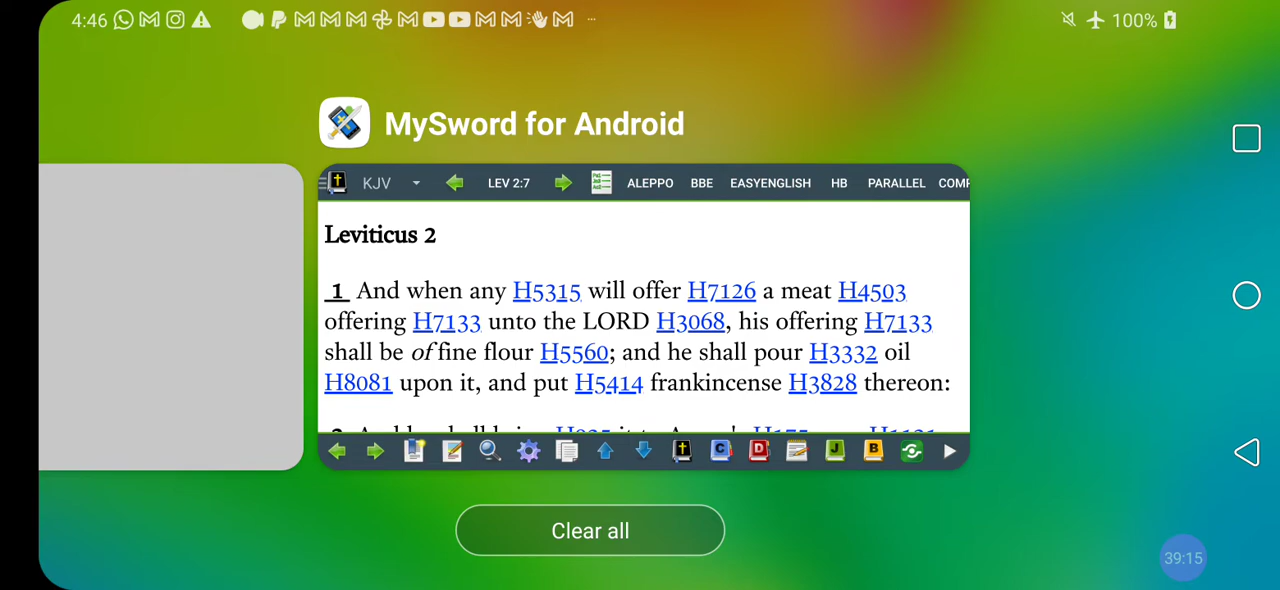 4:46
100%
MySword for Android
KJV LEV 2:7 ALEPPO BBE EASYENGLISH HB PARALLEL COMP
Leviticus 2
1 And when any H5315 will offer H7126 a meat H4503
offering H7133 unto the LORD H3068, his offering H7133
shall be of fine flour H5560; and he shall pour H3332 oil
H8081 upon it, and put H5414 frankincense H3828 thereon:
C D J B
Clear all
39:15